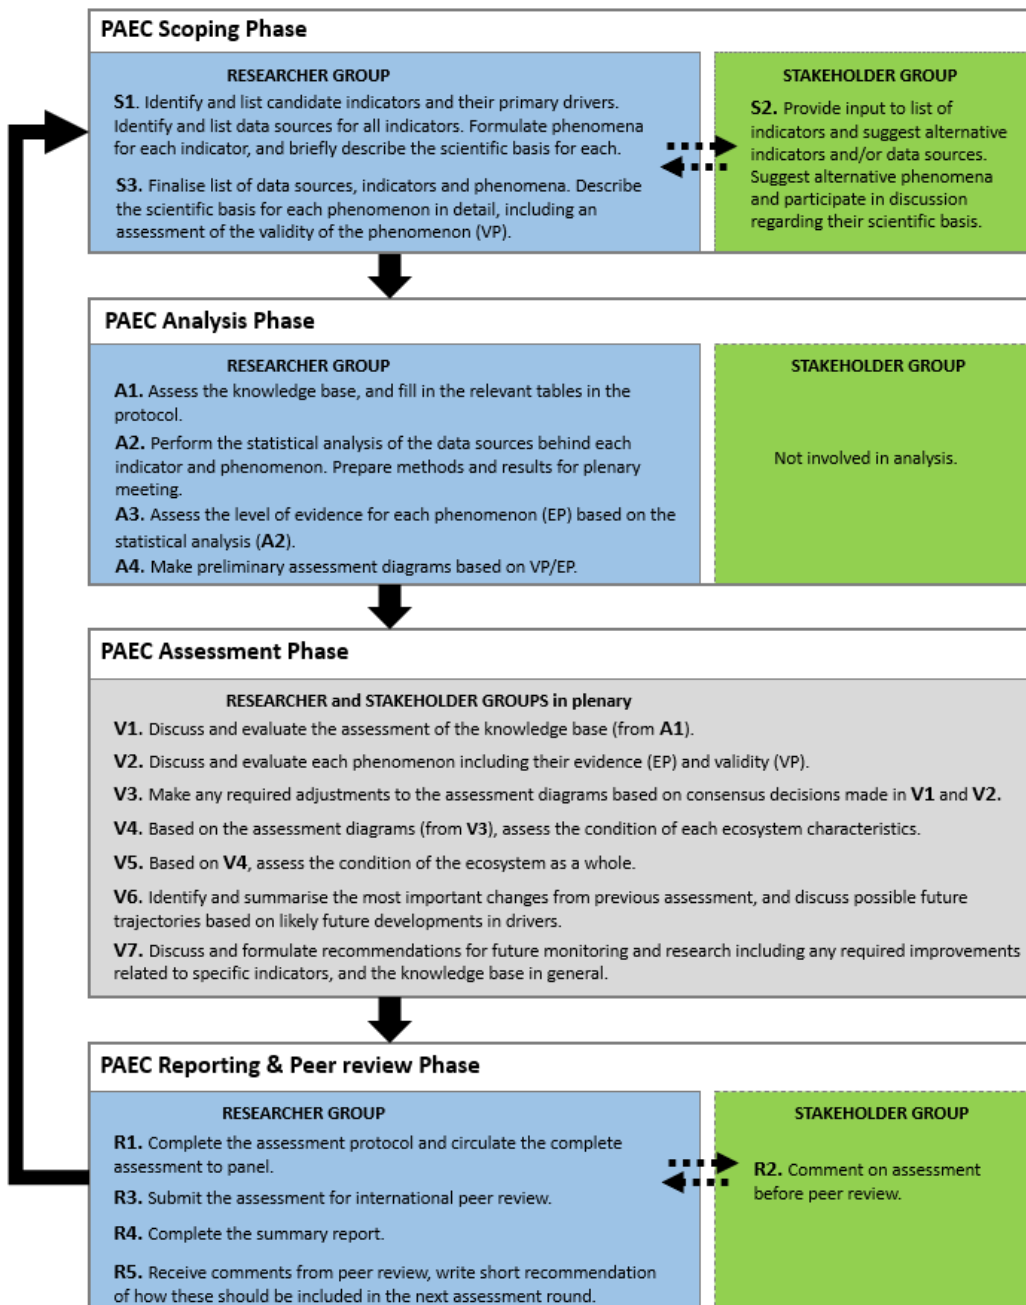 PAEC Scoping Phase
RESEARCHER GROUP
S1. Identify and list candidate indicators and their primary drivers.
Identify and list data sources for all indicators. Formulate phenomena
for each indicator, and briefly describe the scientific basis for each.
S3. Finalise list of data sources, indicators and phenomena. Describe
the scientific basis for each phenomenon in detail, including an
assessment of the validity of the phenomenon (VP).
STAKEHOLDER GROUP
S2. Provide input to list of
indicators and suggest alternative
indicators and/or data sources.
Suggest alternative phenomena
and participate in discussion
regarding their scientific basis.
PAEC Analysis Phase
RESEARCHER GROUP
A1. Assess the knowledge base, and fill in the relevant tables in the
protocol.
A2. Perform the statistical analysis of the data sources behind each
indicator and phenomenon. Prepare methods and results for plenary
meeting.
A3. Assess the level of evidence for each phenomenon (EP) based on the
statistical analysis (A2).
A4. Make preliminary assessment diagrams based on VP/EP.
STAKEHOLDER GROUP
Not involved in analysis.
PAEC Assessment Phase
RESEARCHER and STAKEHOLDER GROUPS in plenary
V1. Discuss and evaluate the assessment of the knowledge base (from A1).
V2. Discuss and evaluate each phenomenon including their evidence (EP) and validity (VP).
V3. Make any required adjustments to the assessment diagrams based on consensus decisions made in V1 and V2.
V4. Based on the assessment diagrams (from V3), assess the condition of each ecosystem characteristics.
V5. Based on V4, assess the condition of the ecosystem as a whole.
V6. Identify and summarise the most important changes from previous assessment, and discuss possible future
trajectories based on likely future developments in drivers.
V7. Discuss and formulate recommendations for future monitoring and research including any required improvements
related to specific indicators, and the knowledge base in general.
PAEC Reporting & Peer review Phase
RESEARCHER GROUP
R1. Complete the assessment protocol and circulate the complete
assessment to panel.
R3. Submit the assessment for international peer review.
R4. Complete the summary report.
R5. Receive comments from peer review, write short recommendation
of how these should be included in the next assessment round.
STAKEHOLDER GROUP
R2. Comment on assessment
before peer review.